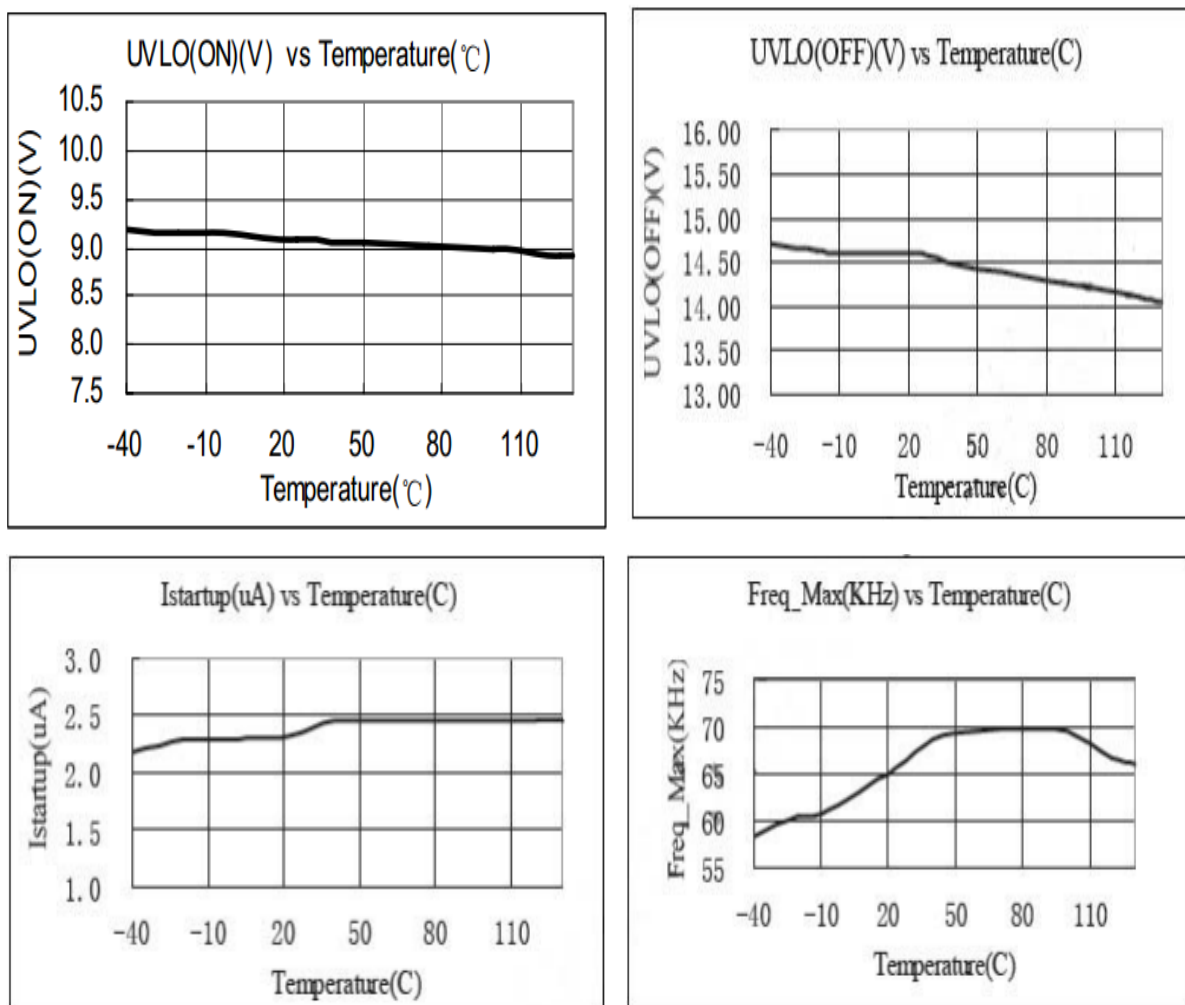 UVLO(ON)(V) vs Temperature(℃)
UVLO(ON)(V)
10.5
10.0
9.5
9.0
8.5
8.0
7.5
-40 -10 20 50 80 110
Temperature(℃)
UVLO(OFF)(V) vs Temperature(C)
UVLO(OFF)(V)
16.00
15.50
15.00
14.50
14.00
13.50
13.00
-40 -10 20 50 80 110
Temperature(C)
Istartup(uA) vs Temperature(C)
Istartup(uA)
3.0
2.5
2.0
1.5
1.0
-40 -10 20 50 80 110
Temperature(C)
Freq_Max(KHz) vs Temperature(C)
Freq_Max(KHz)
75
70
65
60
55
-40 -10 20 50 80 110
Temperature(C)